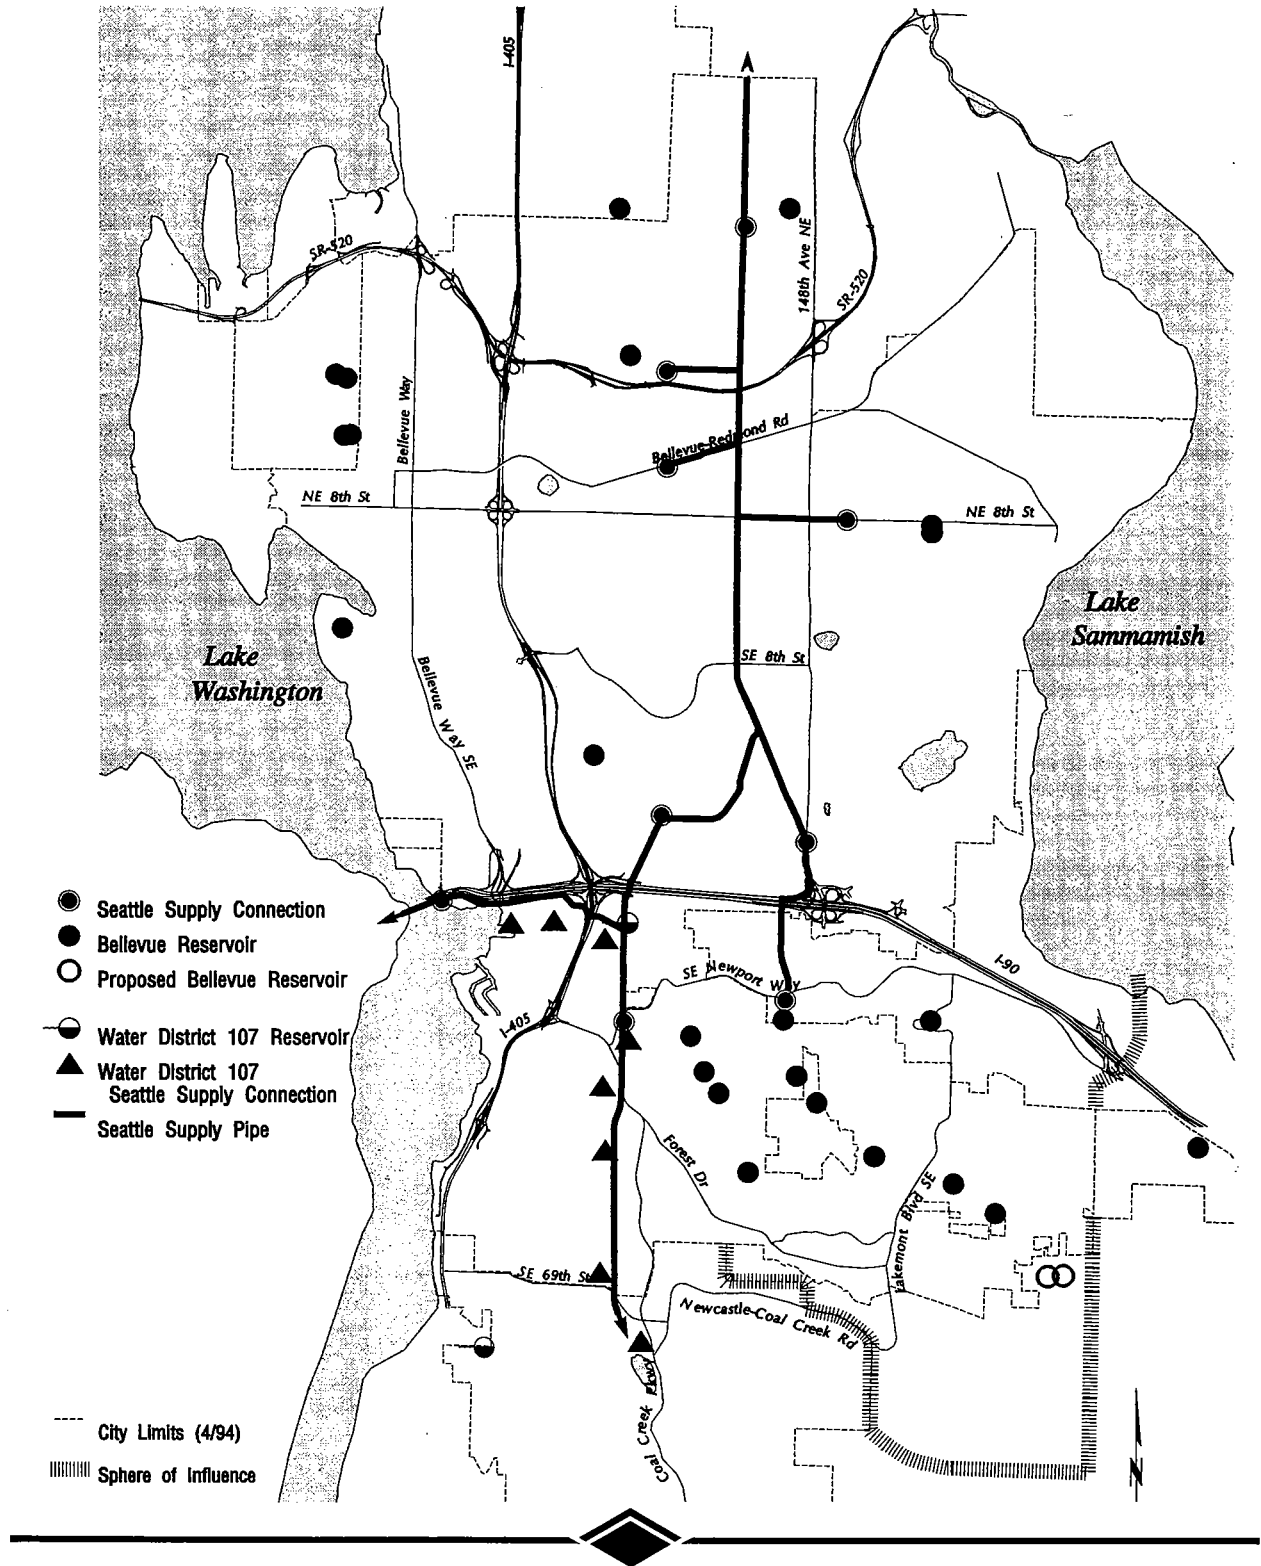 I-405
SR-520
148th Ave NE
SR-520
Bellevue Way
Bellevue-Redmond Rd
NE 8th St
NE 8th St
Lake
Sammamish
Lake
Washington
SE 8th St
Bellevue Way SE
Seattle Supply Connection
Bellevue Reservoir
Proposed Bellevue Reservoir
Water District 107 Reservoir
Water District 107
Seattle Supply Connection
Seattle Supply Pipe
SE Newport Way
I-90
I-405
Forest Dr
Lakemont Blvd SE
SE 69th St
Newcastle-Coal Creek Rd
Coal Creek Pkwy
City Limits (4/94)
Sphere of Influence
N